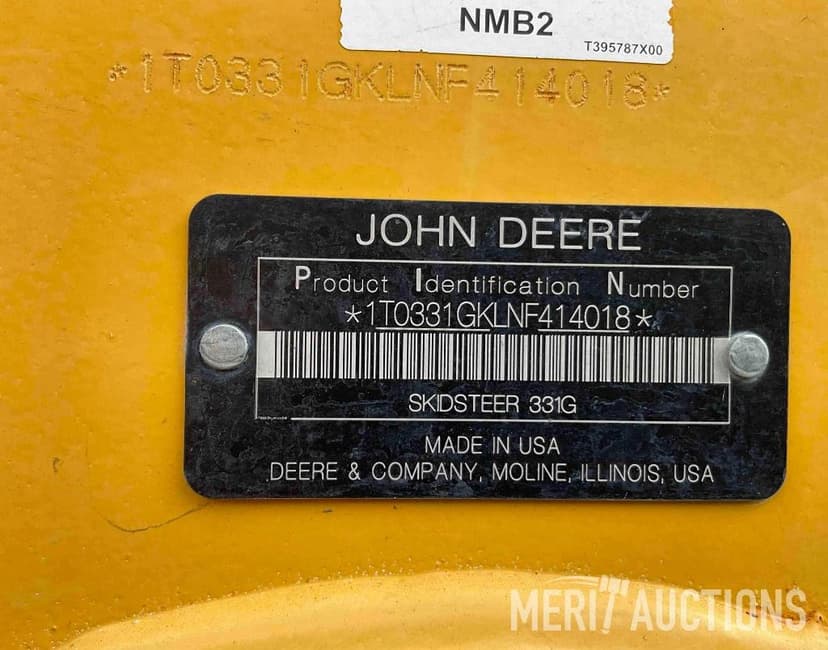 NMB2
T395787X00
*1T0331GKLNF414018*
JOHN DEERE
Product Identification Number
*1T0331GKLNF414018*
SKIDSTEER 331G
MADE IN USA
DEERE & COMPANY, MOLINE, ILLINOIS, USA
MERIT AUCTIONS